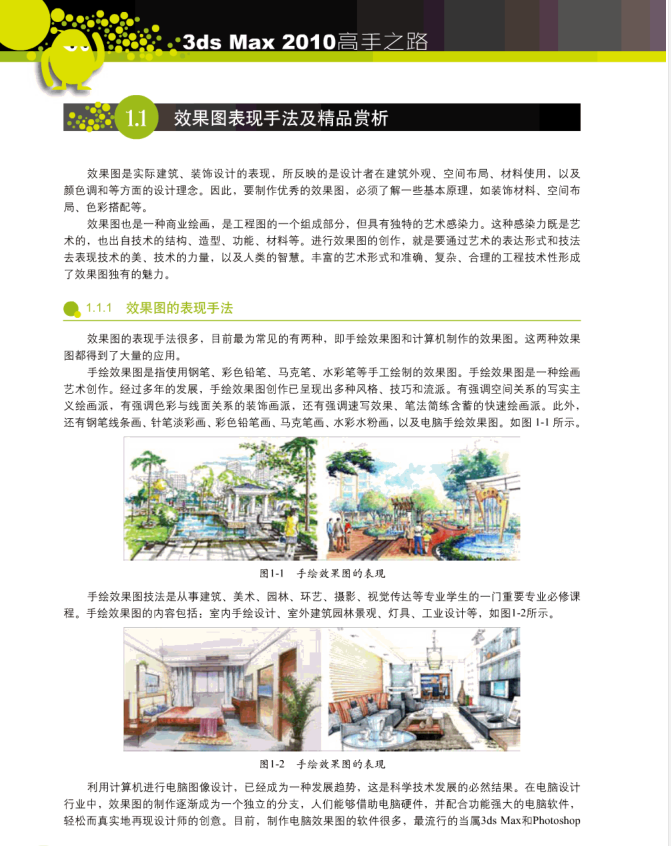 3ds Max 2010高手之路
1.1 效果图表现手法及精品赏析
效果图是实际建筑、装饰设计的表现，所反映的是设计者在建筑外观、空间布局、材料使用，以及
颜色调和等方面的设计理念。因此，要制作优秀的效果图，必须了解一些基本原理，如装饰材料、空间布
局、色彩搭配等。
效果图也是一种商业绘画，是工程图的一个组成部分，但具有独特的艺术感染力。这种感染力既是艺
术的，也出自技术的结构、造型、功能、材料等。进行效果图的创作，就是要通过艺术的表达形式和技法
去表现技术的美、技术的力量，以及人类的智慧。丰富的艺术形式和准确、复杂、合理的工程技术性形成
了效果图独有的魅力。
1.1.1 效果图的表现手法
效果图的表现手法很多，目前最为常见的有两种，即手绘效果图和计算机制作的效果图。这两种效果
图都得到了大量的应用。
手绘效果图是指使用钢笔、彩色铅笔、马克笔、水彩笔等手工绘制的效果图。手绘效果图是一种绘画
艺术创作。经过多年的发展，手绘效果图创作已呈现出多种风格、技巧和流派。有强调空间关系的写实主
义绘画派，有强调色彩与线面关系的装饰画派，还有强调速写效果、笔法简练含蓄的快速绘画派。此外，
还有钢笔线条画、针笔淡彩画、彩色铅笔画、马克笔画、水彩水粉画，以及电脑手绘效果图。如图 1-1 所示。
图1-1 手绘效果图的表现
手绘效果图技法是从事建筑、美术、园林、环艺、摄影、视觉传达等专业学生的一门重要专业必修课
程。手绘效果图的内容包括：室内手绘设计、室外建筑园林景观、灯具、工业设计等，如图1-2所示。
图1-2 手绘效果图的表现
利用计算机进行电脑图像设计，已经成为一种发展趋势，这是科学技术发展的必然结果。在电脑设计
行业中，效果图的制作逐渐成为一个独立的分支，人们能够借助电脑硬件，并配合功能强大的电脑软件，
轻松而真实地再现设计师的创意。目前，制作电脑效果图的软件很多，最流行的当属3ds Max和Photoshop